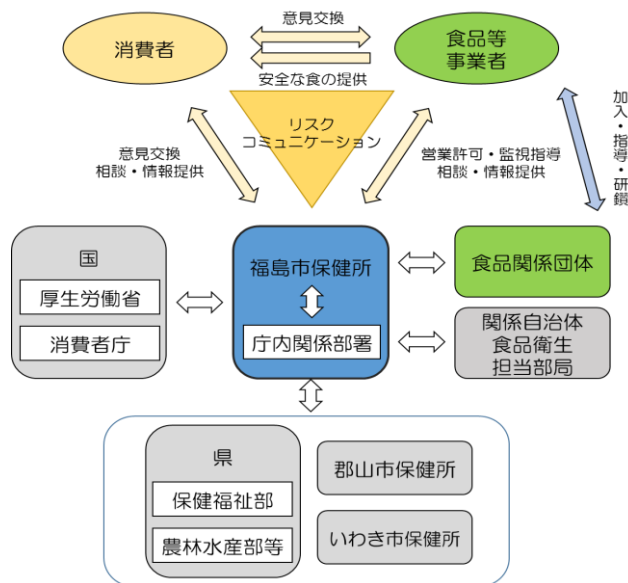 意見交換
消費者
食品等
事業者
安全な食の提供
リスク
コミュニケーション
意見交換
相談・情報提供
営業許可・監視指導
相談・情報提供
加入・指導・研鑽
国
厚生労働省
消費者庁
福島市保健所
庁内関係部署
食品関係団体
関係自治体
食品衛生
担当部局
県
保健福祉部
農林水産部等
郡山市保健所
いわき市保健所